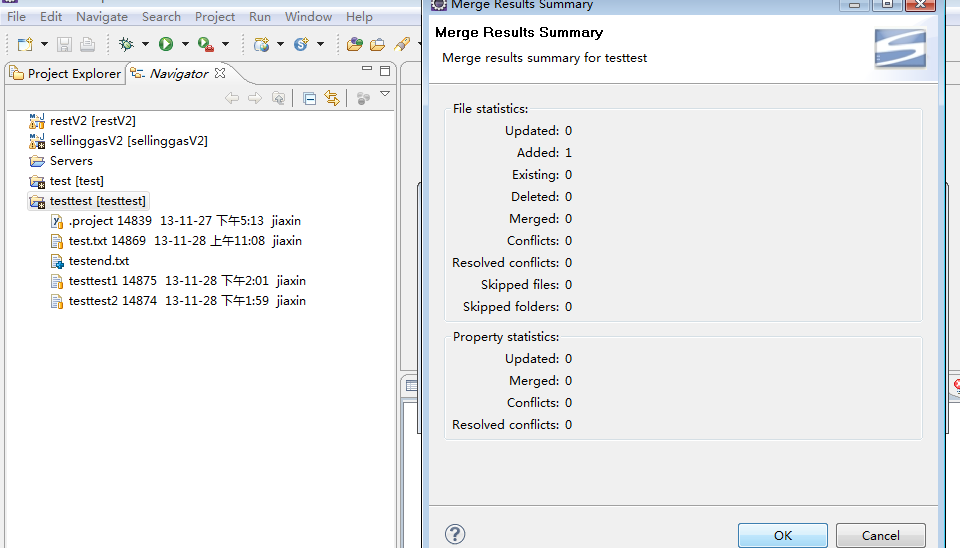 Merge Results Summary
File Edit Navigate Search Project Run Window Help
Merge Results Summary
Merge results summary for testtest
Project Explorer
Navigator
restV2 [restV2]
sellinggasV2 [sellinggasV2]
Servers
test [test]
testtest [testtest]
.project 14839 13-11-27 下午5:13 jiaxin
test.txt 14869 13-11-28 上午11:08 jiaxin
testend.txt
testtest1 14875 13-11-28 下午2:01 jiaxin
testtest2 14874 13-11-28 下午1:59 jiaxin
File statistics:
Updated: 0
Added: 1
Existing: 0
Deleted: 0
Merged: 0
Conflicts: 0
Resolved conflicts: 0
Skipped files: 0
Skipped folders: 0
Property statistics:
Updated: 0
Merged: 0
Conflicts: 0
Resolved conflicts: 0
OK
Cancel